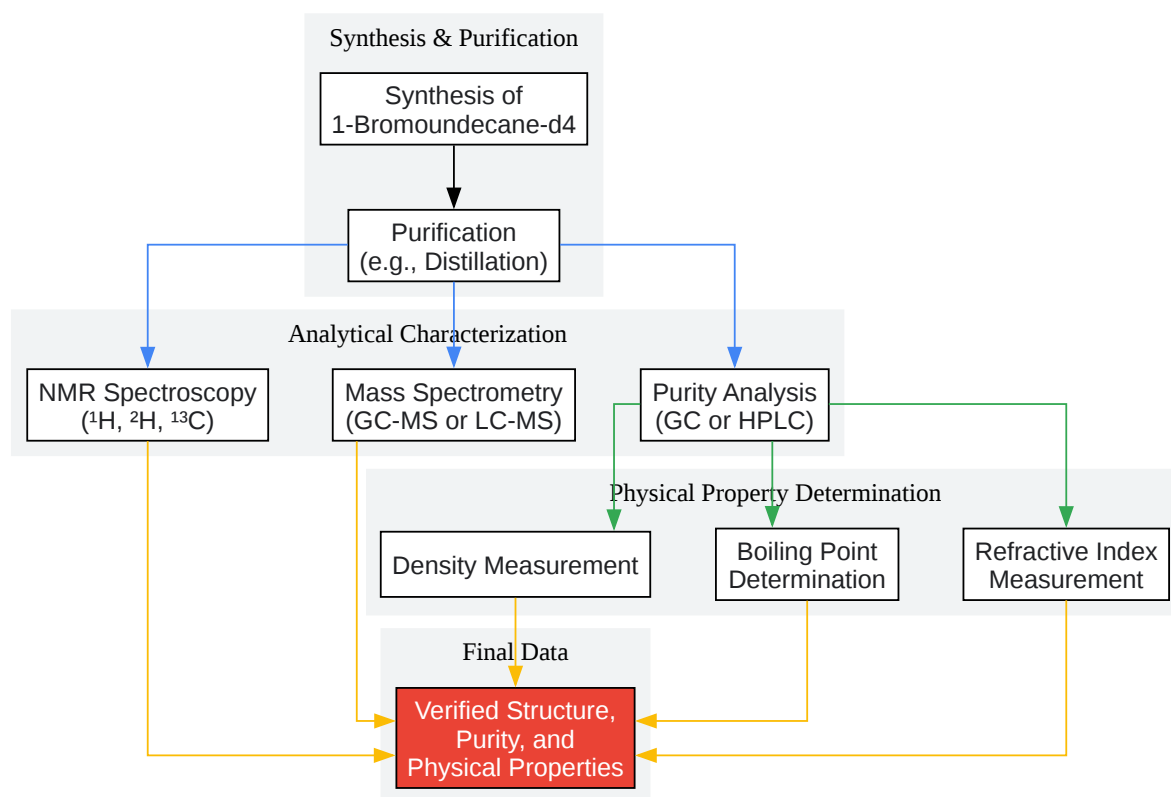 Synthesis & Purification
Synthesis of
1-Bromoundecane-d4
Purification
(e.g., Distillation)
Analytical Characterization
NMR Spectroscopy
(¹H, ²H, ¹³C)
Mass Spectrometry
(GC-MS or LC-MS)
Purity Analysis
(GC or HPLC)
Physical Property Determination
Density Measurement
Boiling Point
Determination
Refractive Index
Measurement
Final Data
Verified Structure,
Purity, and
Physical Properties